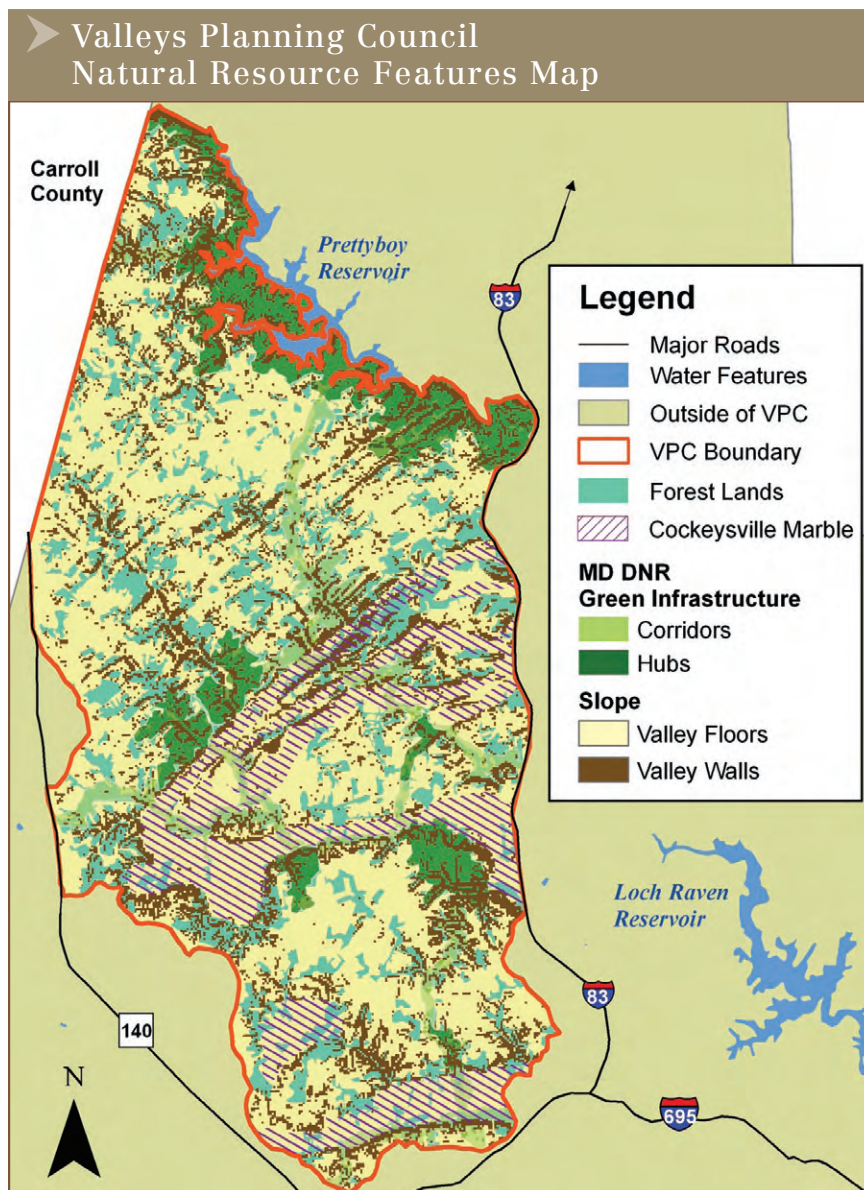 Valleys Planning Council
Natural Resource Features Map
Carroll
County
Prettyboy
Reservoir
83
Legend
Major Roads
Water Features
Outside of VPC
VPC Boundary
Forest Lands
Cockeysville Marble
MD DNR
Green Infrastructure
Corridors
Hubs
Slope
Valley Floors
Valley Walls
Loch Raven
Reservoir
83
140
N
695